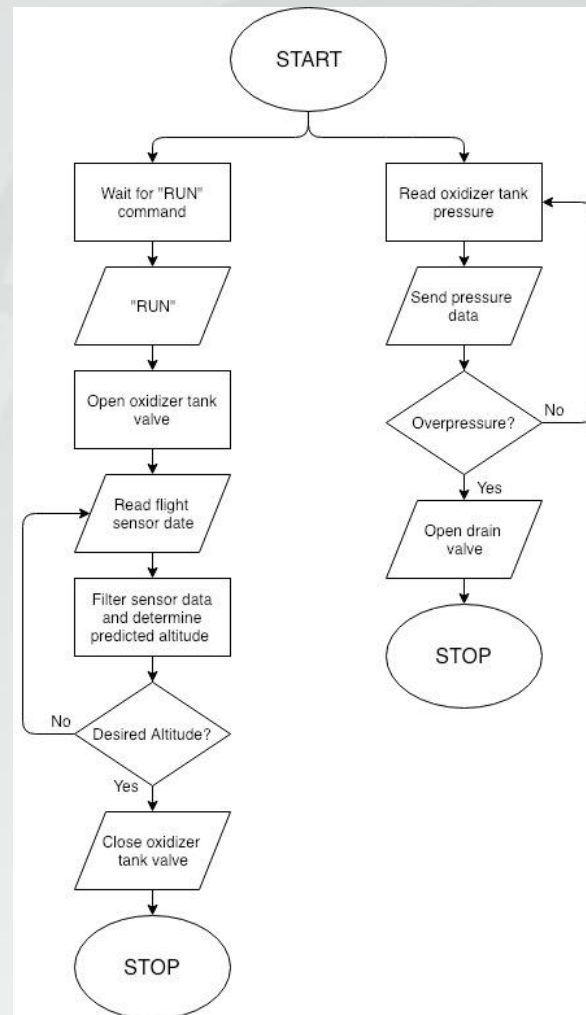 START
Wait for "RUN"
command
"RUN"
Open oxidizer tank
valve
Read flight
sensor date
Filter sensor data
and determine
predicted altitude
Desired Altitude?
No
Yes
Close oxidizer
tank valve
STOP
Read oxidizer tank
pressure
Send pressure
data
Overpressure?
No
Yes
Open drain
valve
STOP